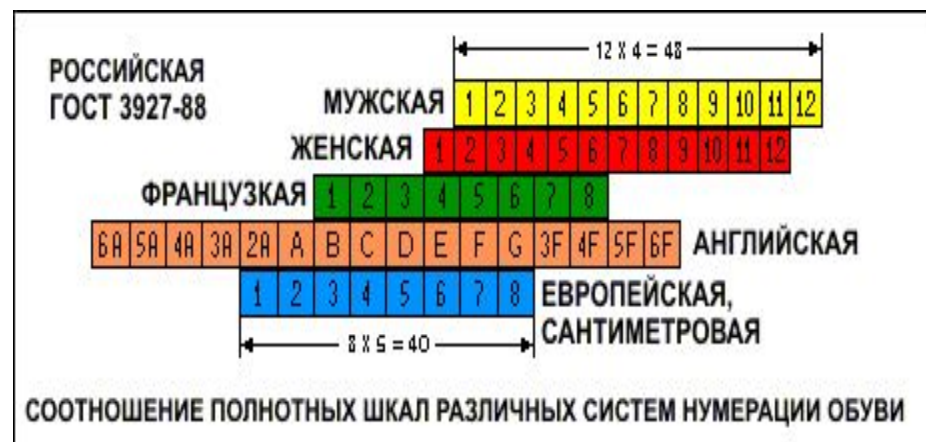 12 X 4 = 48
РОССИЙСКАЯ
ГОСТ 3927-88
МУЖСКАЯ 1 2 3 4 5 6 7 8 9 10 11 12
ЖЕНСКАЯ 1 2 3 4 5 6 7 8 9 10 11 12
ФРАНЦУЗКАЯ 1 2 3 4 5 6 7 8
6A 5A 4A 3A 2A A B C D E F G 3F 4F 5F 6F АНГЛИЙСКАЯ
1 2 3 4 5 6 7 8 ЕВРОПЕЙСКАЯ,
САНТИМЕТРОВАЯ
8 X 5 = 40
СООТНОШЕНИЕ ПОЛНОТНЫХ ШКАЛ РАЗЛИЧНЫХ СИСТЕМ НУМЕРАЦИИ ОБУВИ